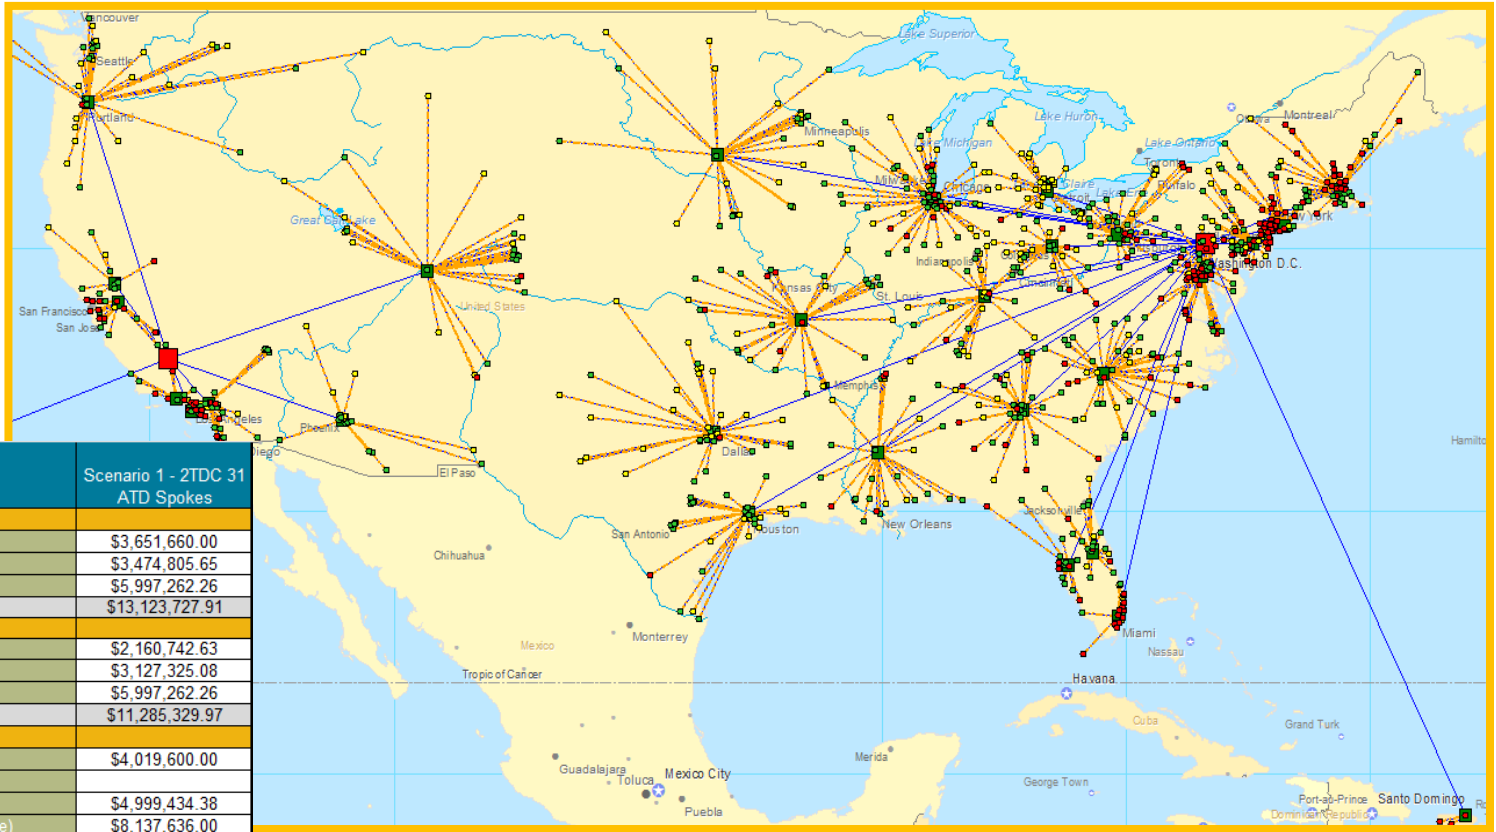 Vancouver
Seattle
Portland
Lake Superior
Minneapolis
Lake Huron
Montreal
Lake Michigan
Lake Ontario
Toronto
Chicago
Buffalo
Great Salt Lake
New York
Washington D.C.
Indianapolis
Cincinnati
Kansas City
St. Louis
United States
San Francisco
San Jose
Memphis
Los Angeles
Phoenix
Diego
El Paso
Dallas
Hamilto
Scenario 1 - 2TDC 31
ATD Spokes
$3,651,660.00
$3,474,805.65
$5,997,262.26
$13,123,727.91
$2,160,742.63
$3,127,325.08
$5,997,262.26
$11,285,329.97
$4,019,600.00
$4,999,434.38
e)
$8,137,636.00
San Antonio
Houston
New Orleans
Jacksonville
Chihuahua
Monterrey
Miami
Nassau
Mexico
Tropic of Cancer
Havana
Cuba
Grand Turk
Merida
George Town
Guadalajara
Toluca
Mexico City
Puebla
Port-au-Prince
Santo Domingo
Dominican Republic